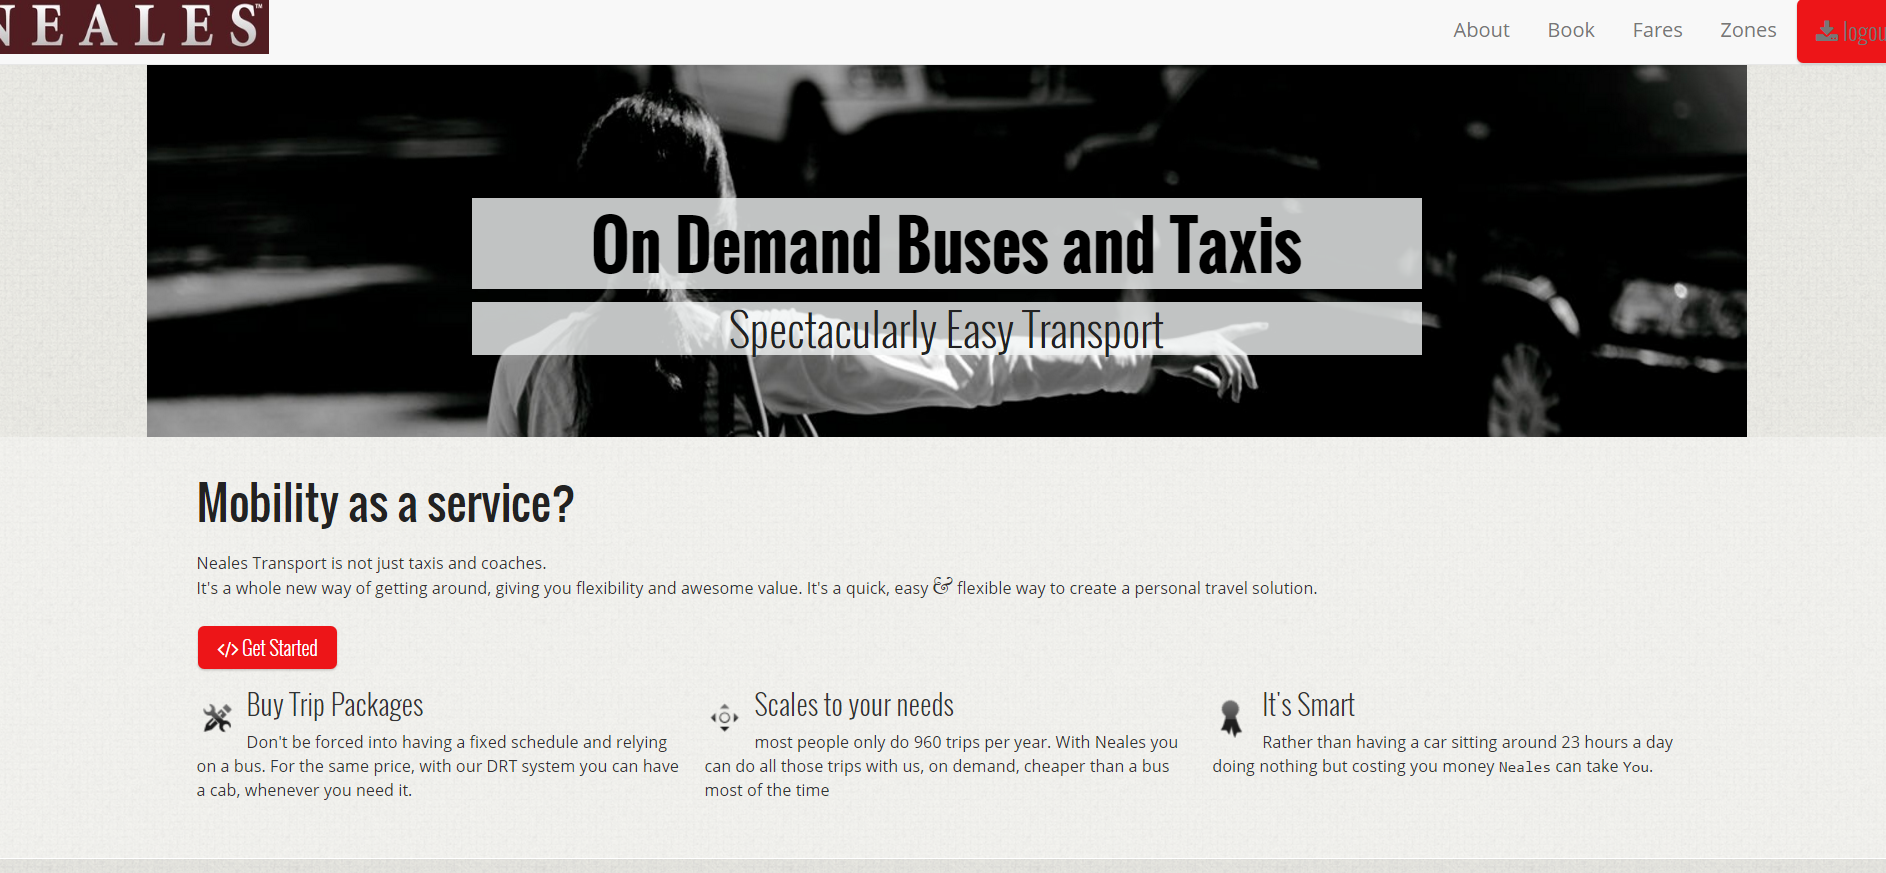 NEALES™
About Book Fares Zones logou
On Demand Buses and Taxis
Spectacularly Easy Transport
Mobility as a service?
Neales Transport is not just taxis and coaches.
It's a whole new way of getting around, giving you flexibility and awesome value. It's a quick, easy & flexible way to create a personal travel solution.
</> Get Started
Buy Trip Packages
Don't be forced into having a fixed schedule and relying
on a bus. For the same price, with our DRT system you can have
a cab, whenever you need it.
Scales to your needs
most people only do 960 trips per year. With Neales you
can do all those trips with us, on demand, cheaper than a bus
most of the time
It's Smart
Rather than having a car sitting around 23 hours a day
doing nothing but costing you money Neales can take You.